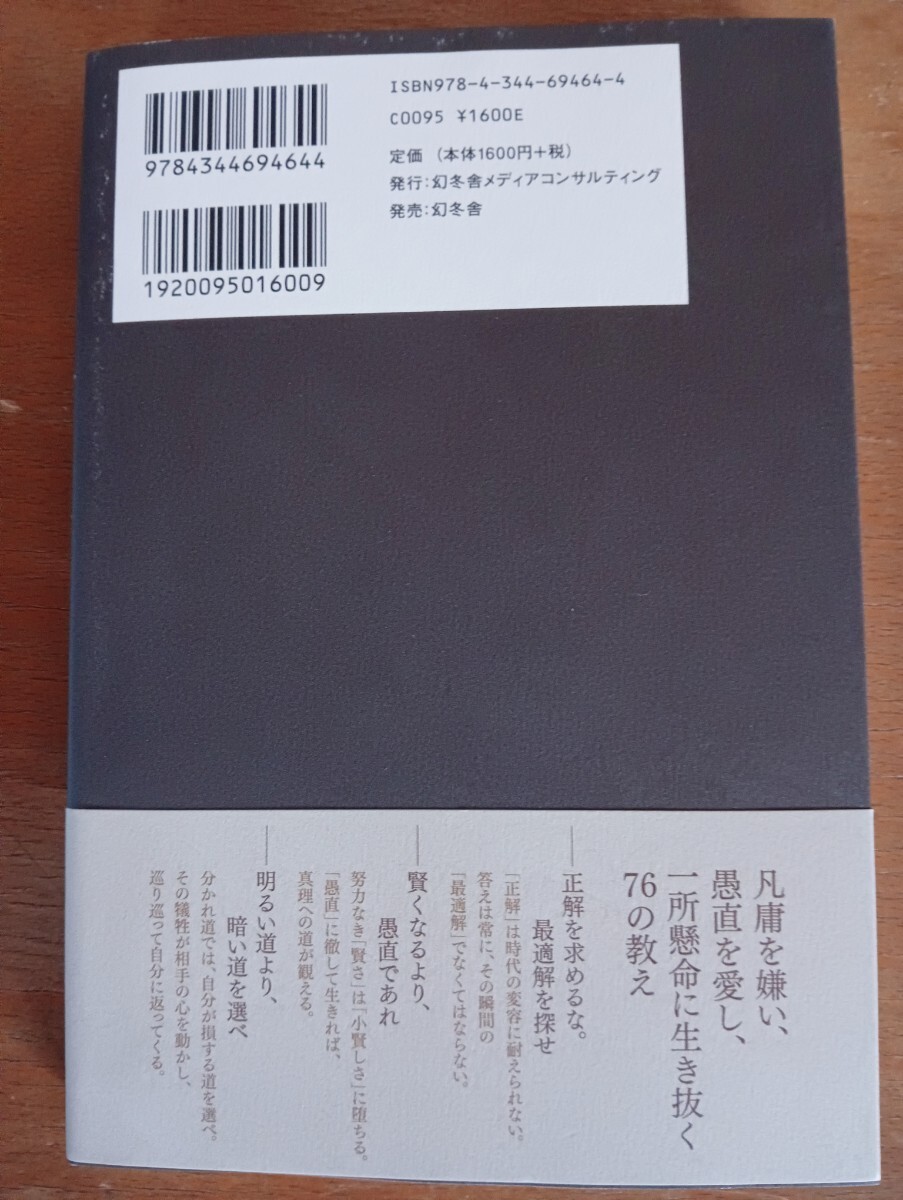 9784344694644
1920095016009
ISBN978-4-344-69464-4
C0095 ¥1600E
定価 (本体1600円+税)
発行:幻冬舎メディアコンサルティング
発売:幻冬舎
凡庸を嫌い、
愚直を愛し、
一所懸命に生き抜く
76の教え
──正解を求めるな。
最適解を探せ
「正解」は時代の変容に耐えられない。
答えは常に、その瞬間の
「最適解」でなくてはならない。
──賢くなるより、
愚直であれ
努力なき「賢さ」は「小賢しさ」に堕ちる。
「愚直」に徹して生きれば、
真理への道が観える。
──明るい道より、
暗い道を選べ
分かれ道では、自分が損する道を選べ。
その犠牲が相手の心を動かし、
巡り巡って自分に返ってくる。